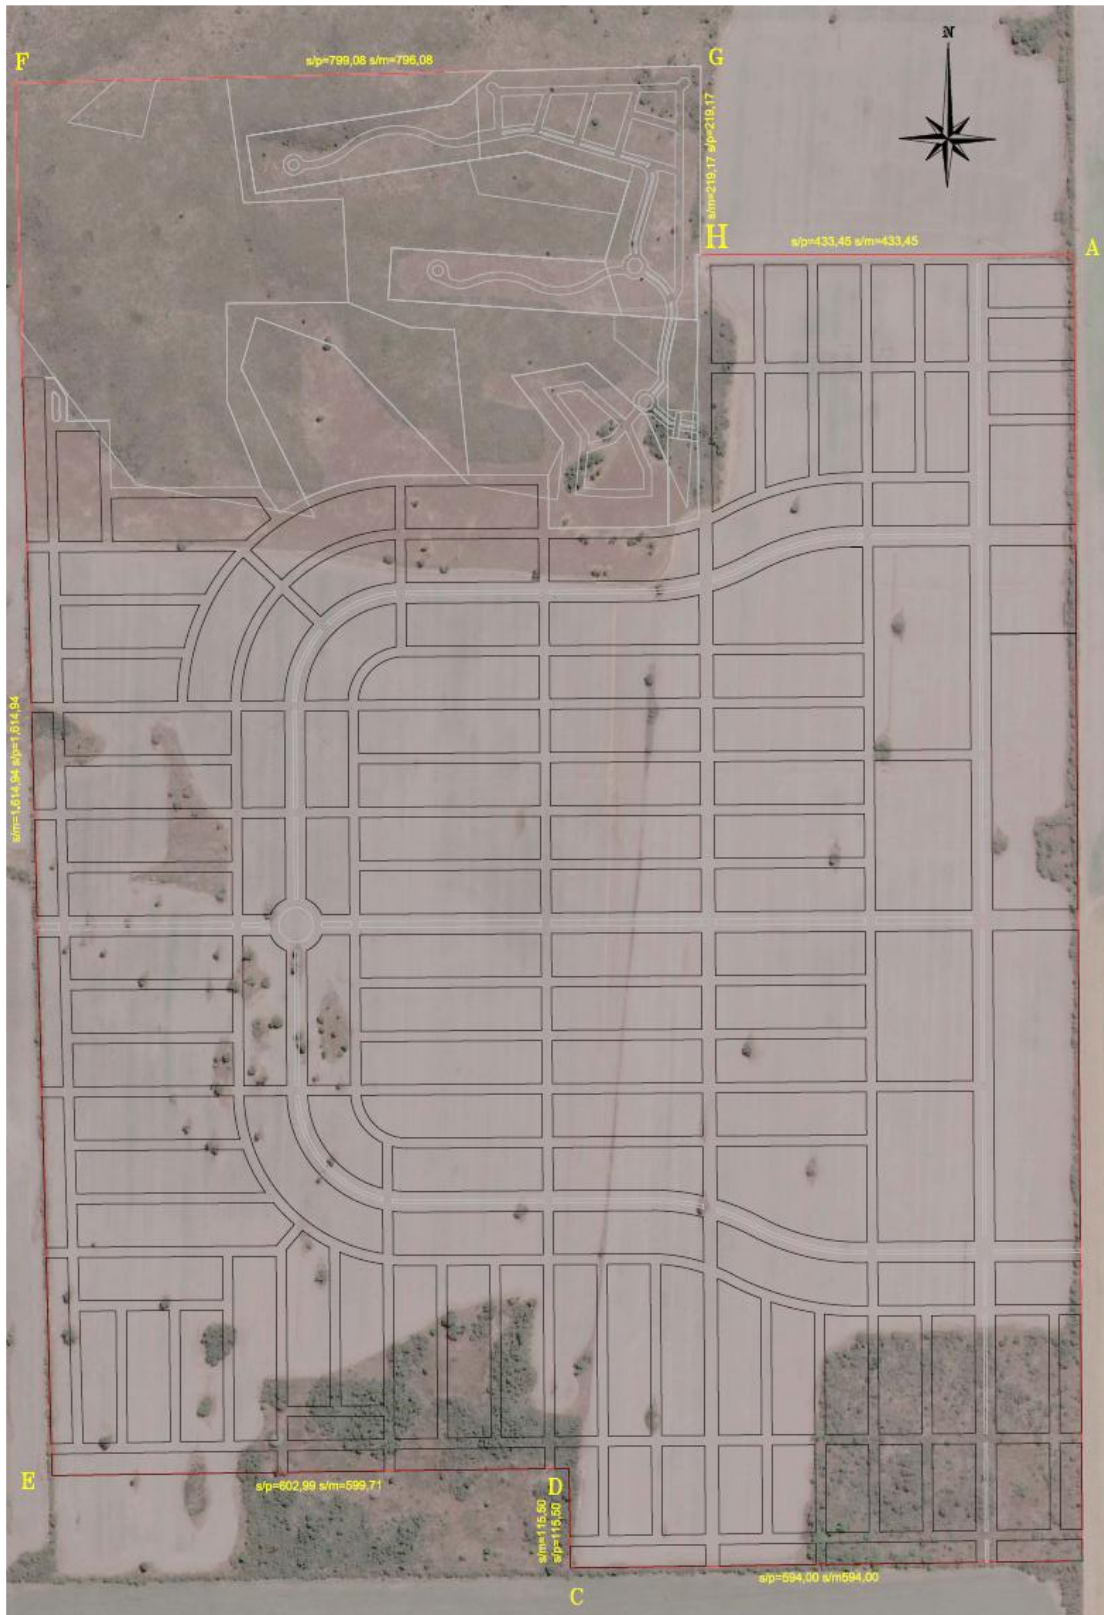 N
F
s/p=799,08 s/m=796,08
G
s/m=219,17 s/p=219,17
H
s/p=433,45 s/m=433,45
A
s/m=1.614,94 s/p=1.614,94
E
s/p=602,99 s/m=599,71
D
s/m=115,50
s/p=115,50
s/p=594,00 s/m594,00
C